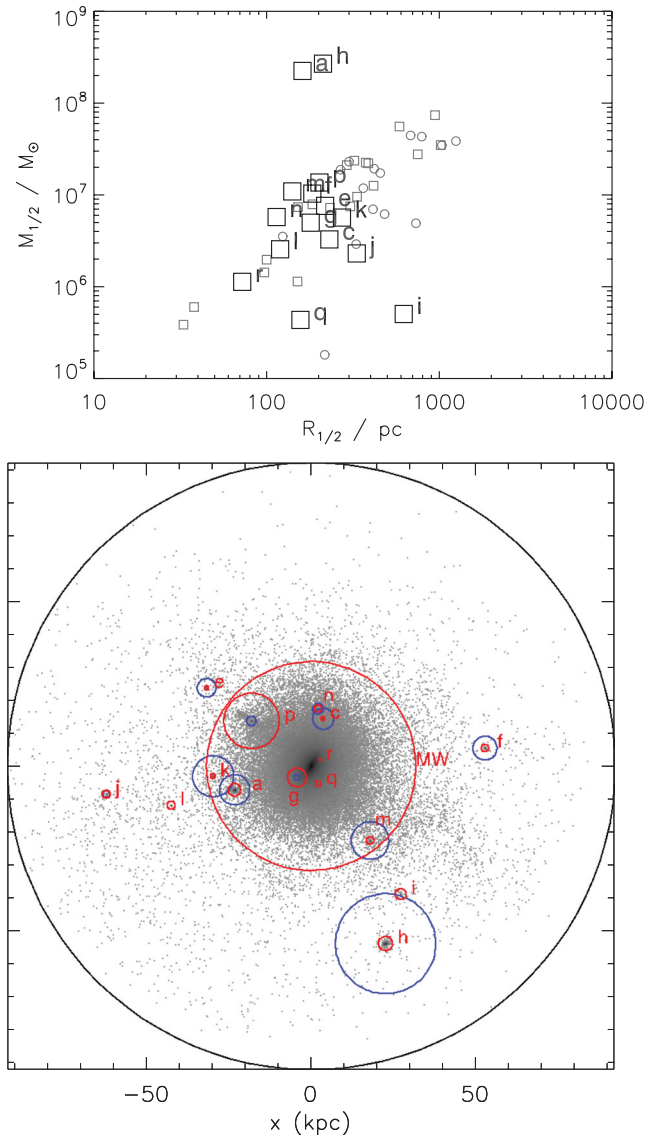 10⁹
a h
10⁸
M₁/₂ / M☉
10⁷
m f p
n e
g k
c
l j
10⁶
r
q i
10⁵
10 100 1000 10000
R₁/₂ / pc
e
n
p c
r MW f
k
a q
j l g
m
i
h
−50 0 50
x (kpc)